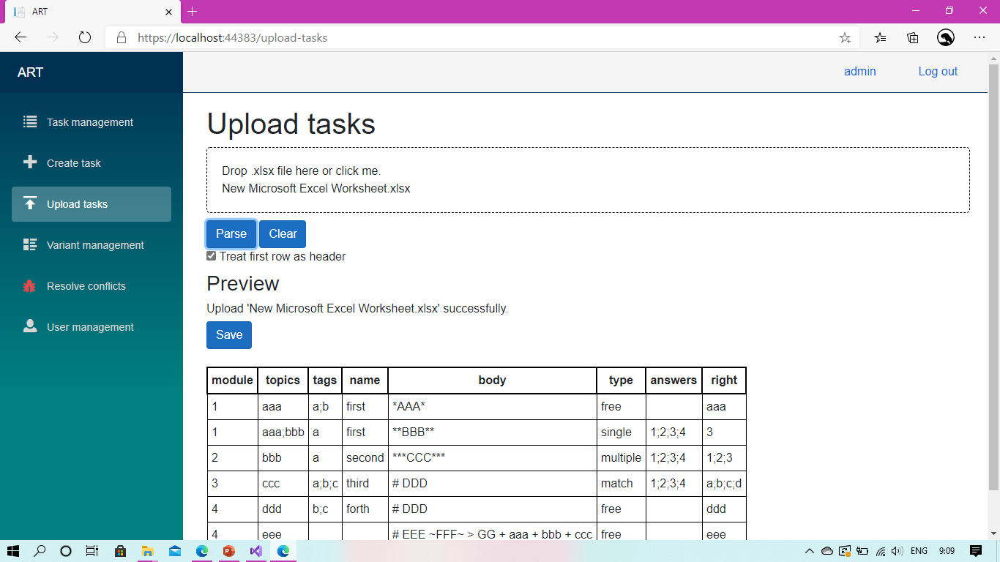 ART
https://localhost:44383/upload-tasks
ART
admin Log out
Task management
Create task
Upload tasks
Variant management
Resolve conflicts
User management
Upload tasks
Drop .xlsx file here or click me.
New Microsoft Excel Worksheet.xlsx
Parse Clear
Treat first row as header
Preview
Upload 'New Microsoft Excel Worksheet.xlsx' successfully.
Save
module topics tags name body type answers right
1 aaa a;b first *AAA* free aaa
1 aaa;bbb a first **BBB** single 1;2;3;4 3
2 bbb a second ***CCC*** multiple 1;2;3;4 1;2;3
3 ccc a;b;c third # DDD match 1;2;3;4 a;b;c;d
4 ddd b;c forth # DDD free ddd
4 eee # EEE ~FFF~ > GG + aaa + bbb + ccc free eee
ENG 9:09